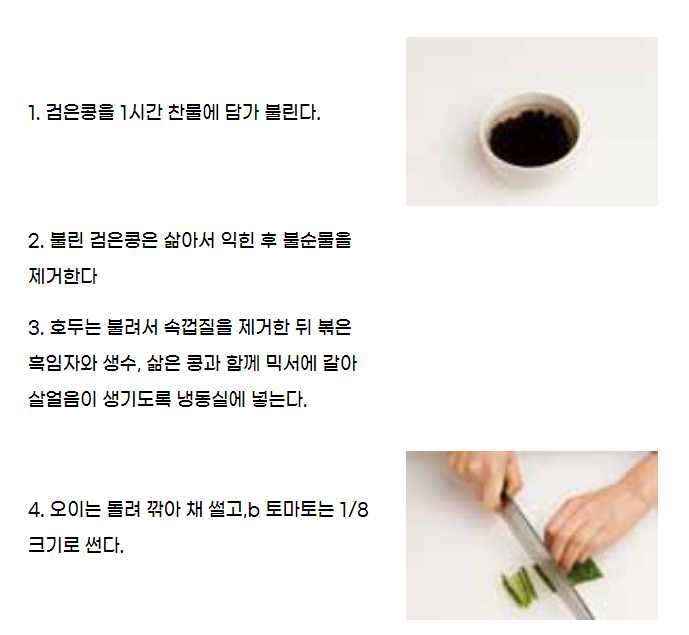 1. 검은콩을 1시간 찬물에 담가 불린다.
2. 불린 검은콩은 삶아서 익힌 후 불순물을
제거한다
3. 호두는 불려서 속껍질을 제거한 뒤 볶은
흑임자와 생수, 삶은 콩과 함께 믹서에 갈아
살얼음이 생기도록 냉동실에 넣는다.
4. 오이는 돌려 깎아 채 썰고,b 토마토는 1/8
크기로 썬다.